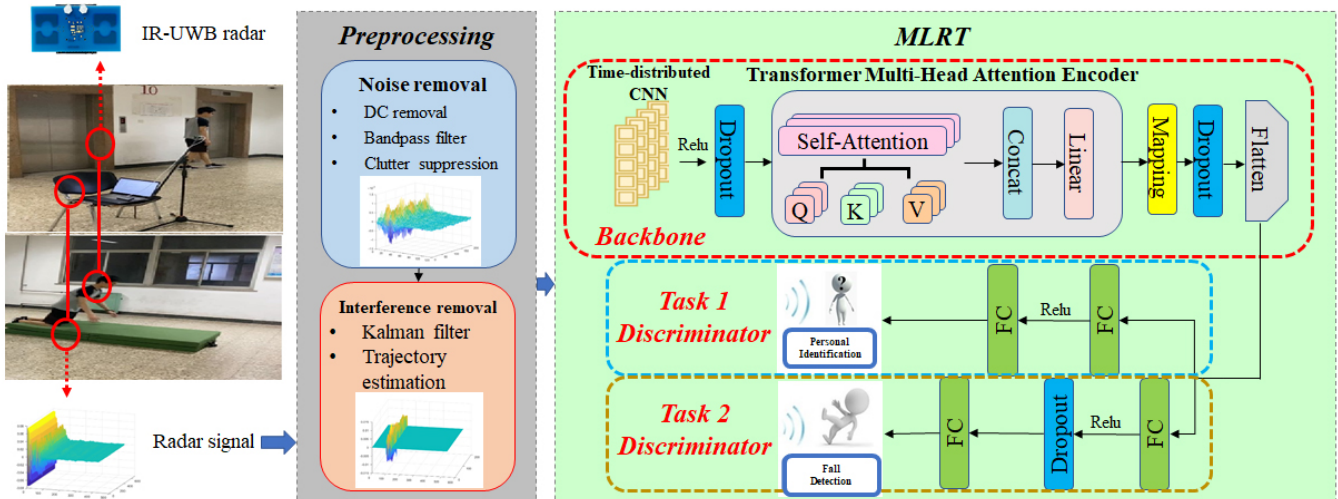 IR-UWB radar
10
Radar signal
Preprocessing
Noise removal
• DC removal
• Bandpass filter
• Clutter suppression
Interference removal
• Kalman filter
• Trajectory
estimation
MLRT
Time-distributed
CNN
Transformer Multi-Head Attention Encoder
Relu
Dropout
Self-Attention
Q
K
V
Concat
Linear
Mapping
Dropout
Flatten
Backbone
Task 1
Discriminator
?
Personal
Identification
FC
Relu
FC
Task 2
Discriminator
Fall
Detection
FC
Dropout
Relu
FC